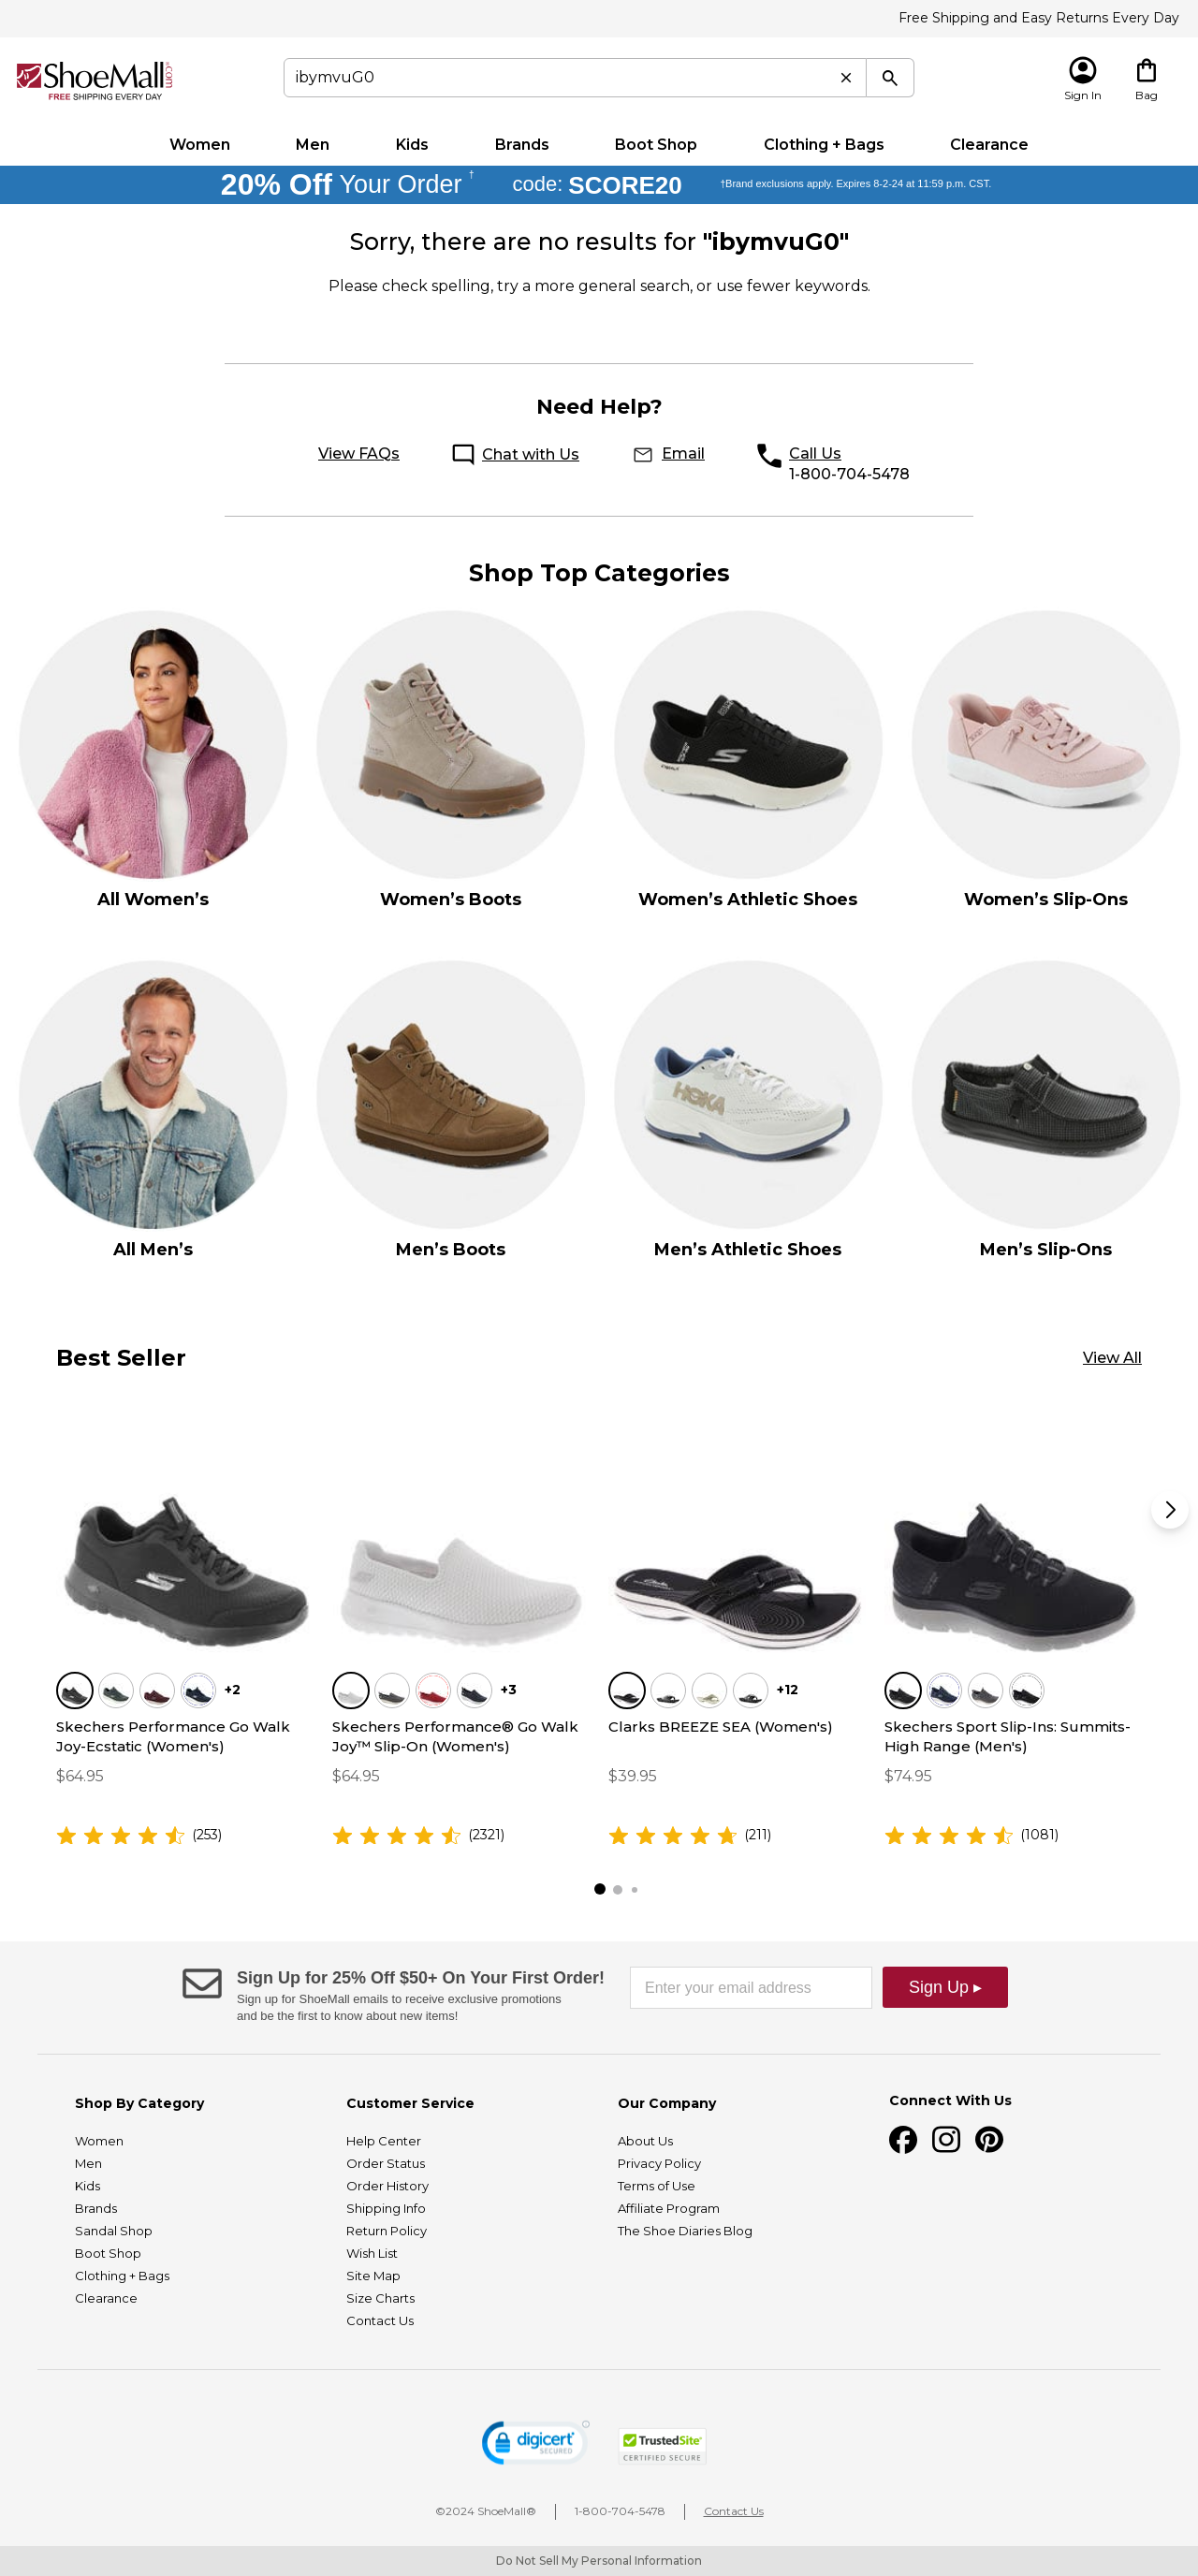 Free Shipping and Easy Returns Every Day
ShoeMall.com
FREE SHIPPING EVERY DAY
ibymvuG0
Sign In
Bag
Women Men Kids Brands Boot Shop Clothing + Bags Clearance
20% Off Your Order † code: SCORE20 †Brand exclusions apply. Expires 8-2-24 at 11:59 p.m. CST.
Sorry, there are no results for "ibymvuG0"
Please check spelling, try a more general search, or use fewer keywords.
Need Help?
View FAQs Chat with Us Email Call Us
1-800-704-5478
Shop Top Categories
All Women’s Women’s Boots Women’s Athletic Shoes Women’s Slip-Ons
HOKA
All Men’s Men’s Boots Men’s Athletic Shoes Men’s Slip-Ons
Best Seller
View All
+2
Skechers Performance Go Walk
Joy-Ecstatic (Women's)
$64.95
(253)
+3
Skechers Performance® Go Walk
Joy™ Slip-On (Women's)
$64.95
(2321)
+12
Clarks BREEZE SEA (Women's)
$39.95
(211)
Skechers Sport Slip-Ins: Summits-
High Range (Men's)
$74.95
(1081)
Sign Up for 25% Off $50+ On Your First Order!
Sign up for ShoeMall emails to receive exclusive promotions
and be the first to know about new items!
Enter your email address
Sign Up ▸
Shop By Category
Women
Men
Kids
Brands
Sandal Shop
Boot Shop
Clothing + Bags
Clearance
Customer Service
Help Center
Order Status
Order History
Shipping Info
Return Policy
Wish List
Site Map
Size Charts
Contact Us
Our Company
About Us
Privacy Policy
Terms of Use
Affiliate Program
The Shoe Diaries Blog
Connect With Us
digicert
SECURED
TrustedSite
CERTIFIED SECURE
©2024 ShoeMall® 1-800-704-5478 Contact Us
Do Not Sell My Personal Information